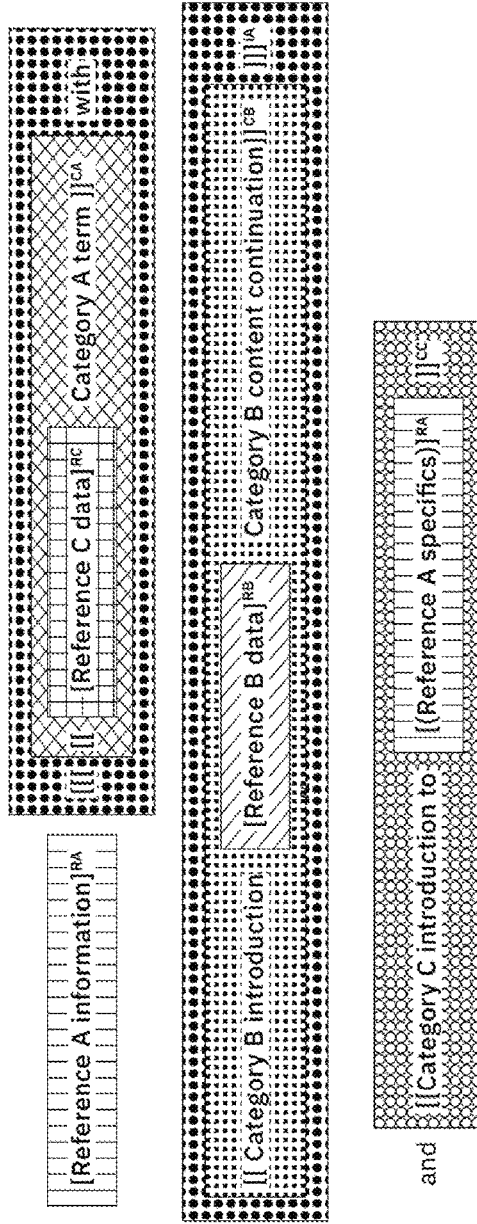 [Reference A information]RA [[[ [[ [Reference C data]RC Category A term ]]CA with
[[ Category B introduction [Reference B data]RB Category B content continuation]]CB ]]]IA
and [[Category C introduction to [(Reference A specifics)]RA ]]CC